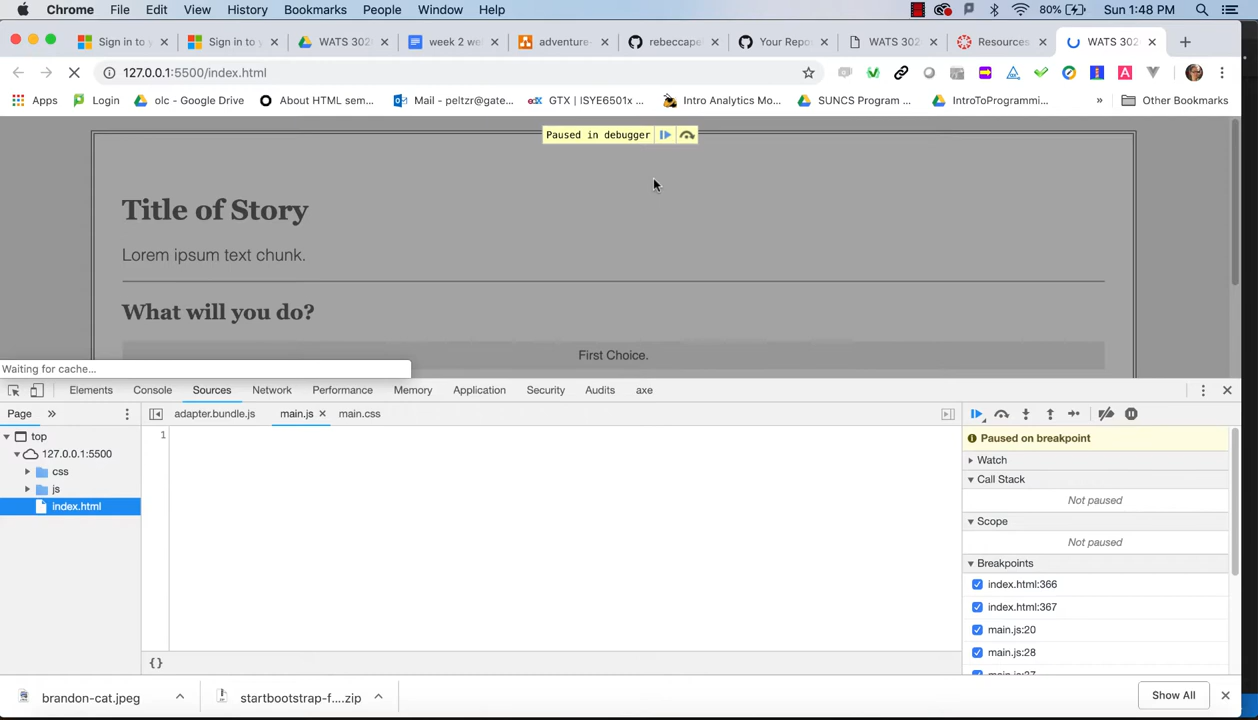 Chrome File Edit View History Bookmarks People Window Help 80% Sun 1:48 PM
Sign in to y Sign in to y WATS 302 week 2 we adventure- rebeccapel Your Repo WATS 302 Resources WATS 302
127.0.0.1:5500/index.html
Apps Login olc - Google Drive About HTML sem... Mail - peltzr@gate... GTX | ISYE6501x ... Intro Analytics Mo... SUNCS Program ... IntroToProgrammi... » Other Bookmarks
Paused in debugger
Title of Story
Lorem ipsum text chunk.
What will you do?
First Choice.
Waiting for cache...
Elements Console Sources Network Performance Memory Application Security Audits axe
Page » adapter.bundle.js main.js × main.css
top
127.0.0.1:5500
css
js
index.html
1
{}
Paused on breakpoint
Watch
Call Stack
Not paused
Scope
Not paused
Breakpoints
index.html:366
index.html:367
main.js:20
main.js:28
brandon-cat.jpeg startbootstrap-f....zip Show All